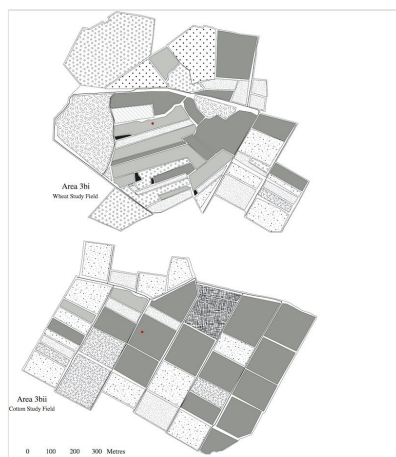 Area 3bi
Wheat Study Field
Area 3bii
Cotton Study Field
0 100 200 300 Metres